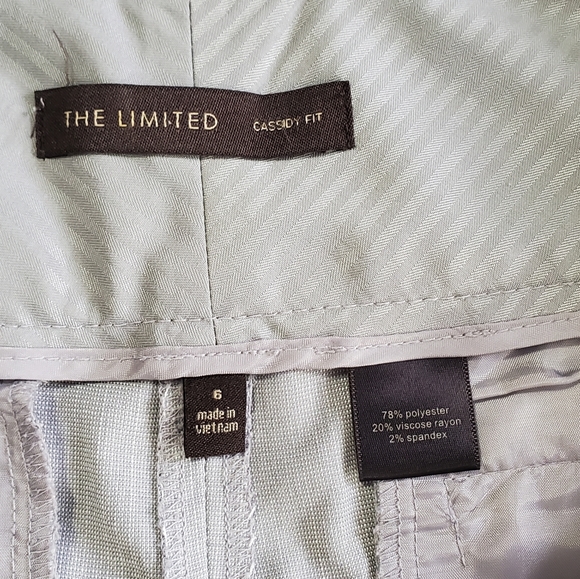 THE LIMITED CASSIDY FIT
6
made in
vietnam
78% polyester
20% viscose rayon
2% spandex